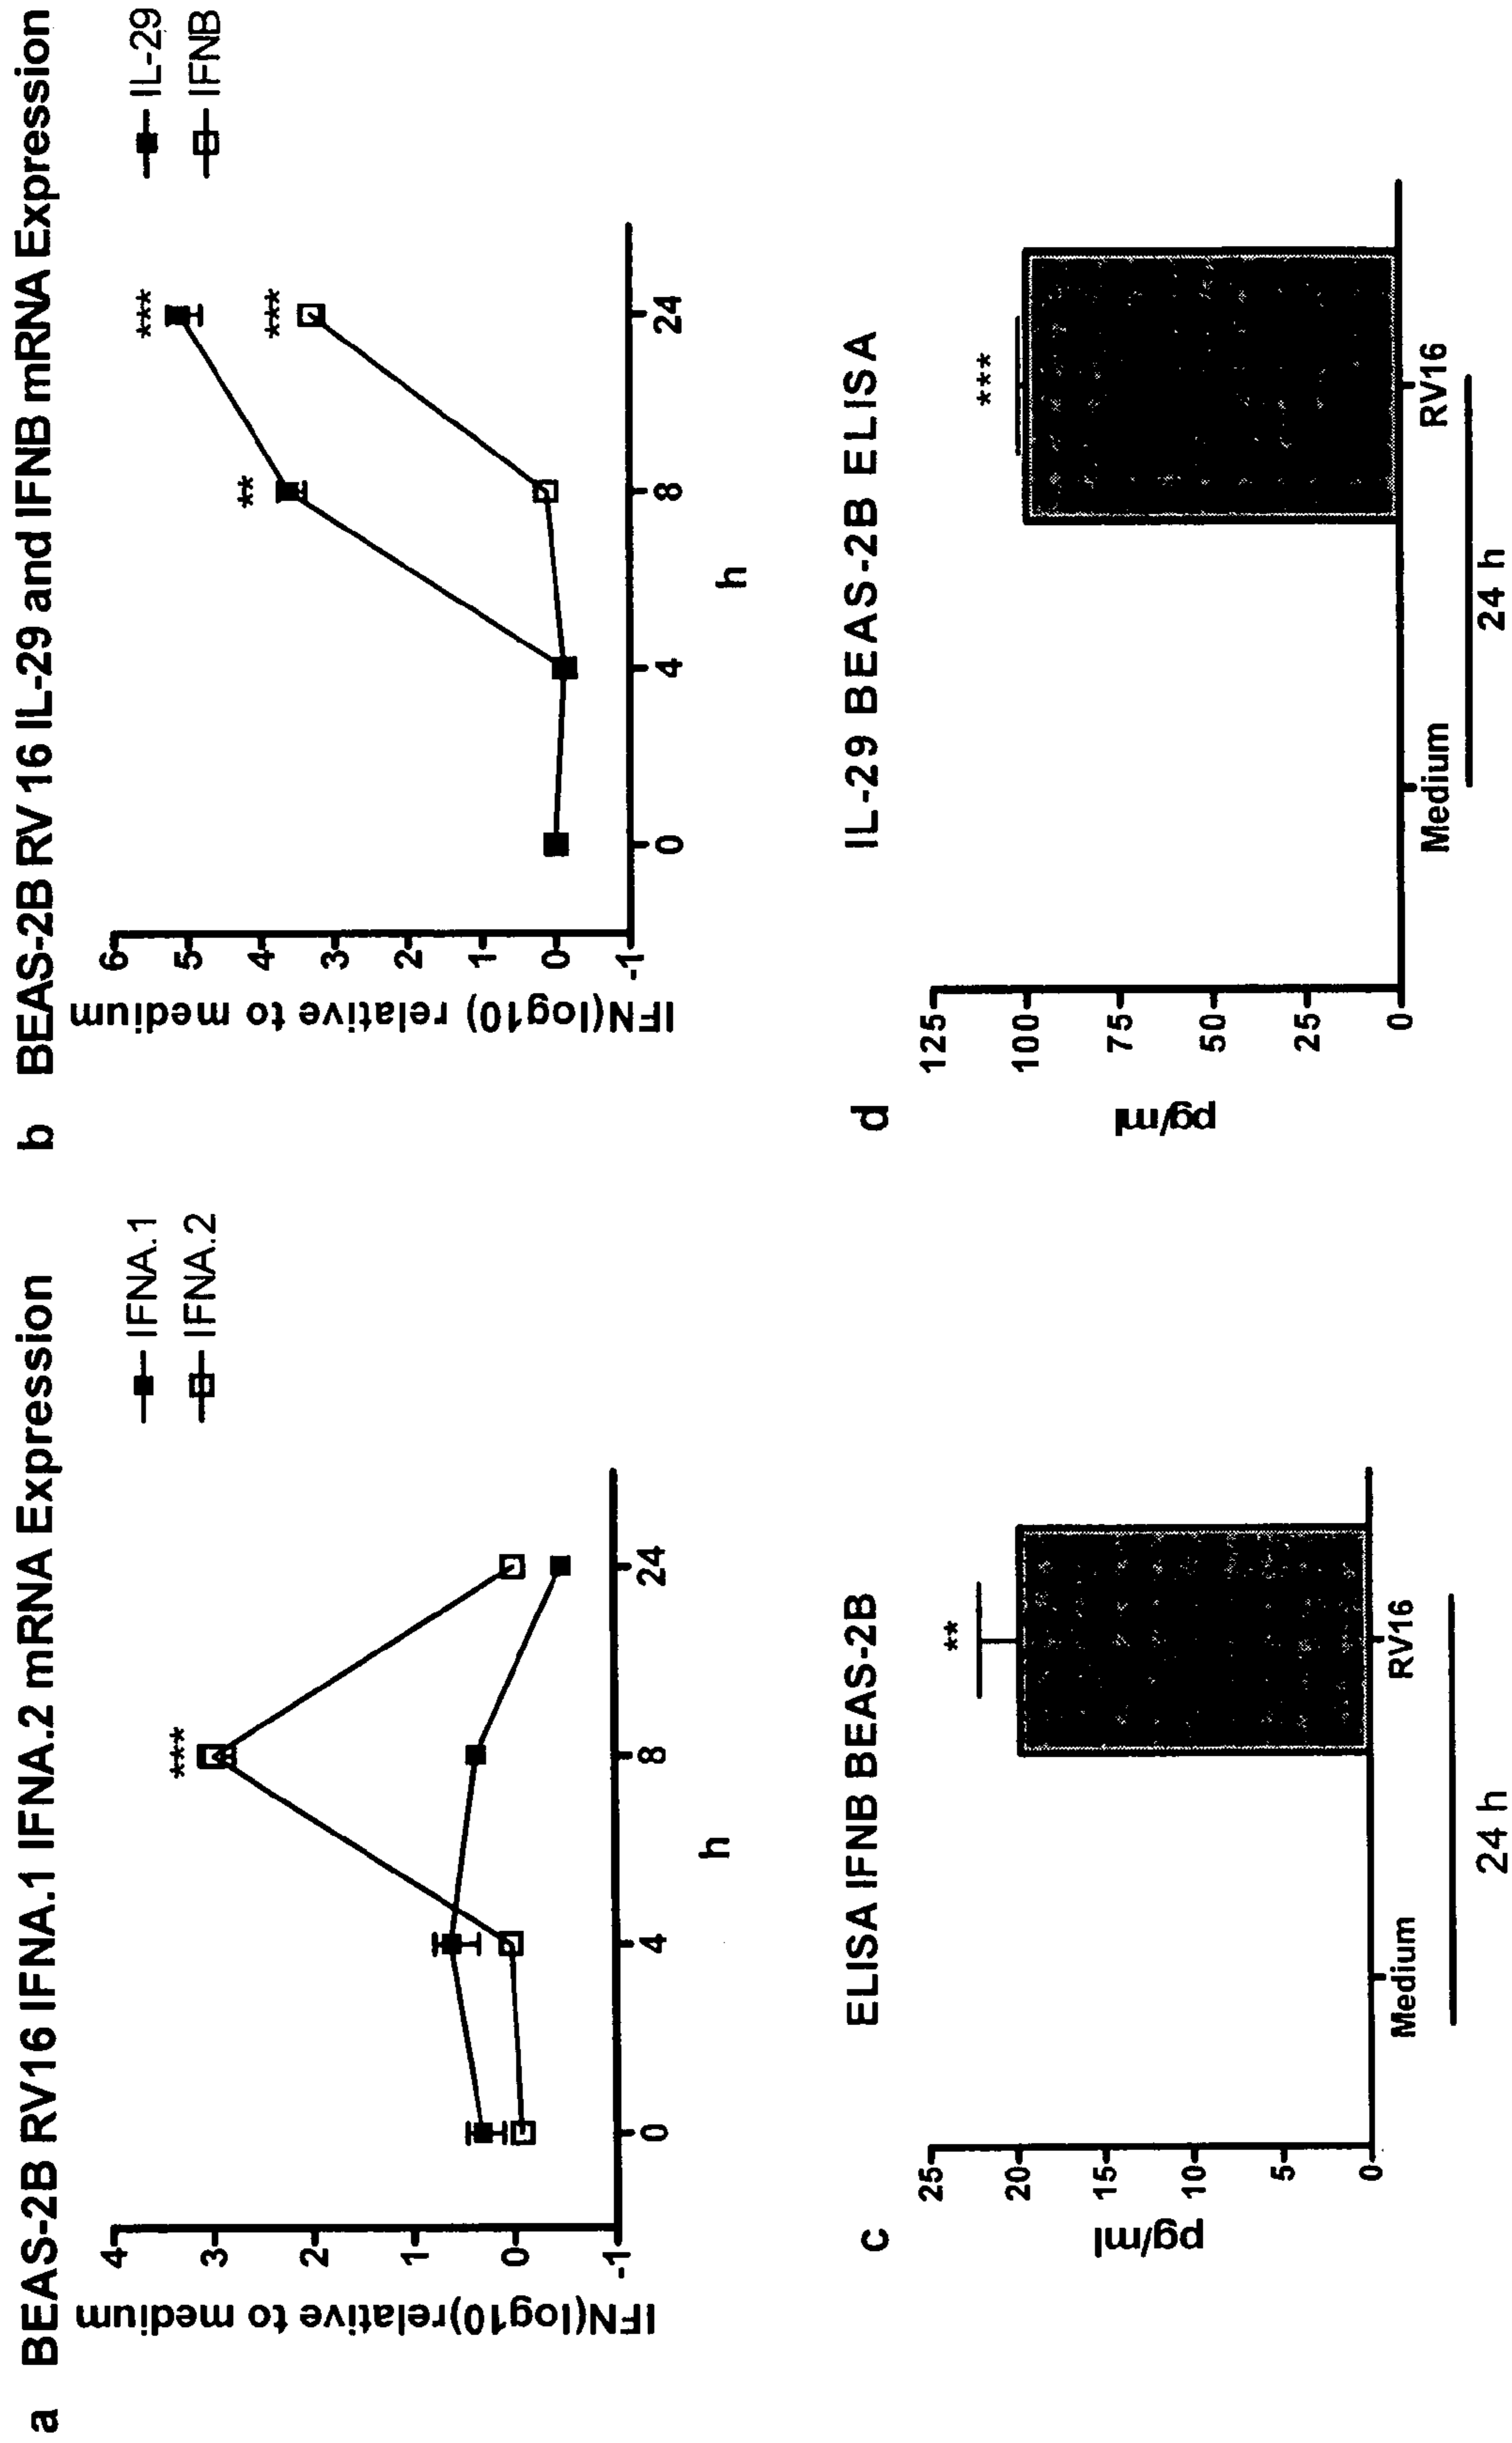 a BEAS-2B RV16 IFNA.1 IFNA.2 mRNA Expression
IFNA.1
IFNA.2
***
IFN(log10)relative to medium
4
3
2
1
0
-1
0 4 8 24
h
b BEAS-2B RV 16 IL-29 and IFNB mRNA Expression
IL-29
IFNB
***
***
**
IFN(log10) relative to medium
6
5
4
3
2
1
0
-1
0 4 8 24
h
c
ELISA IFNB BEAS-2B
**
pg/ml
25
20
15
10
5
0
Medium RV16
24 h
d
IL-29 BEAS-2B ELISA
***
pg/ml
125
100
75
50
25
0
Medium RV16
24 h